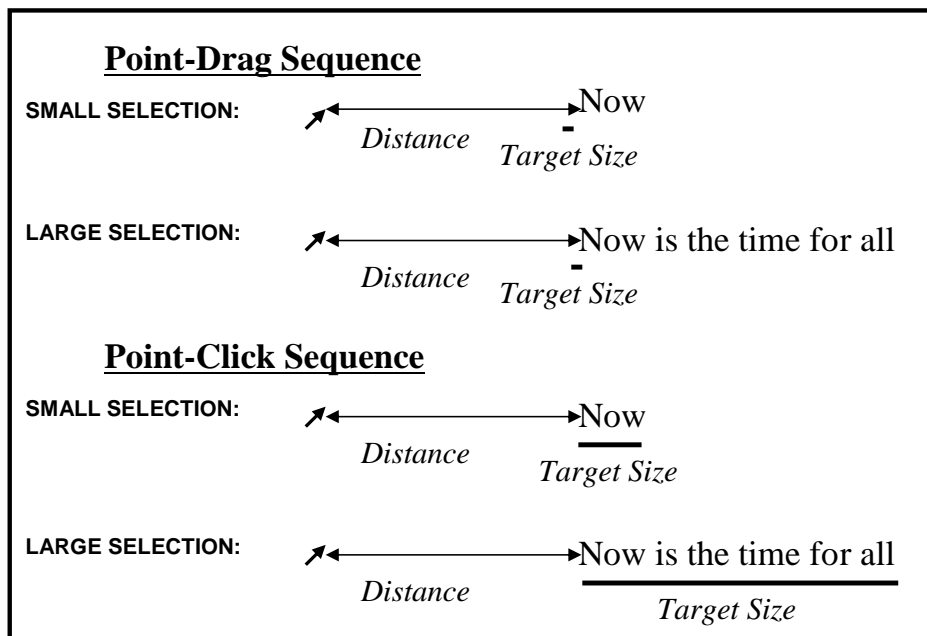 Point-Drag Sequence
SMALL SELECTION: Now
Distance Target Size
LARGE SELECTION: Now is the time for all
Distance Target Size
Point-Click Sequence
SMALL SELECTION: Now
Distance Target Size
LARGE SELECTION: Now is the time for all
Distance Target Size